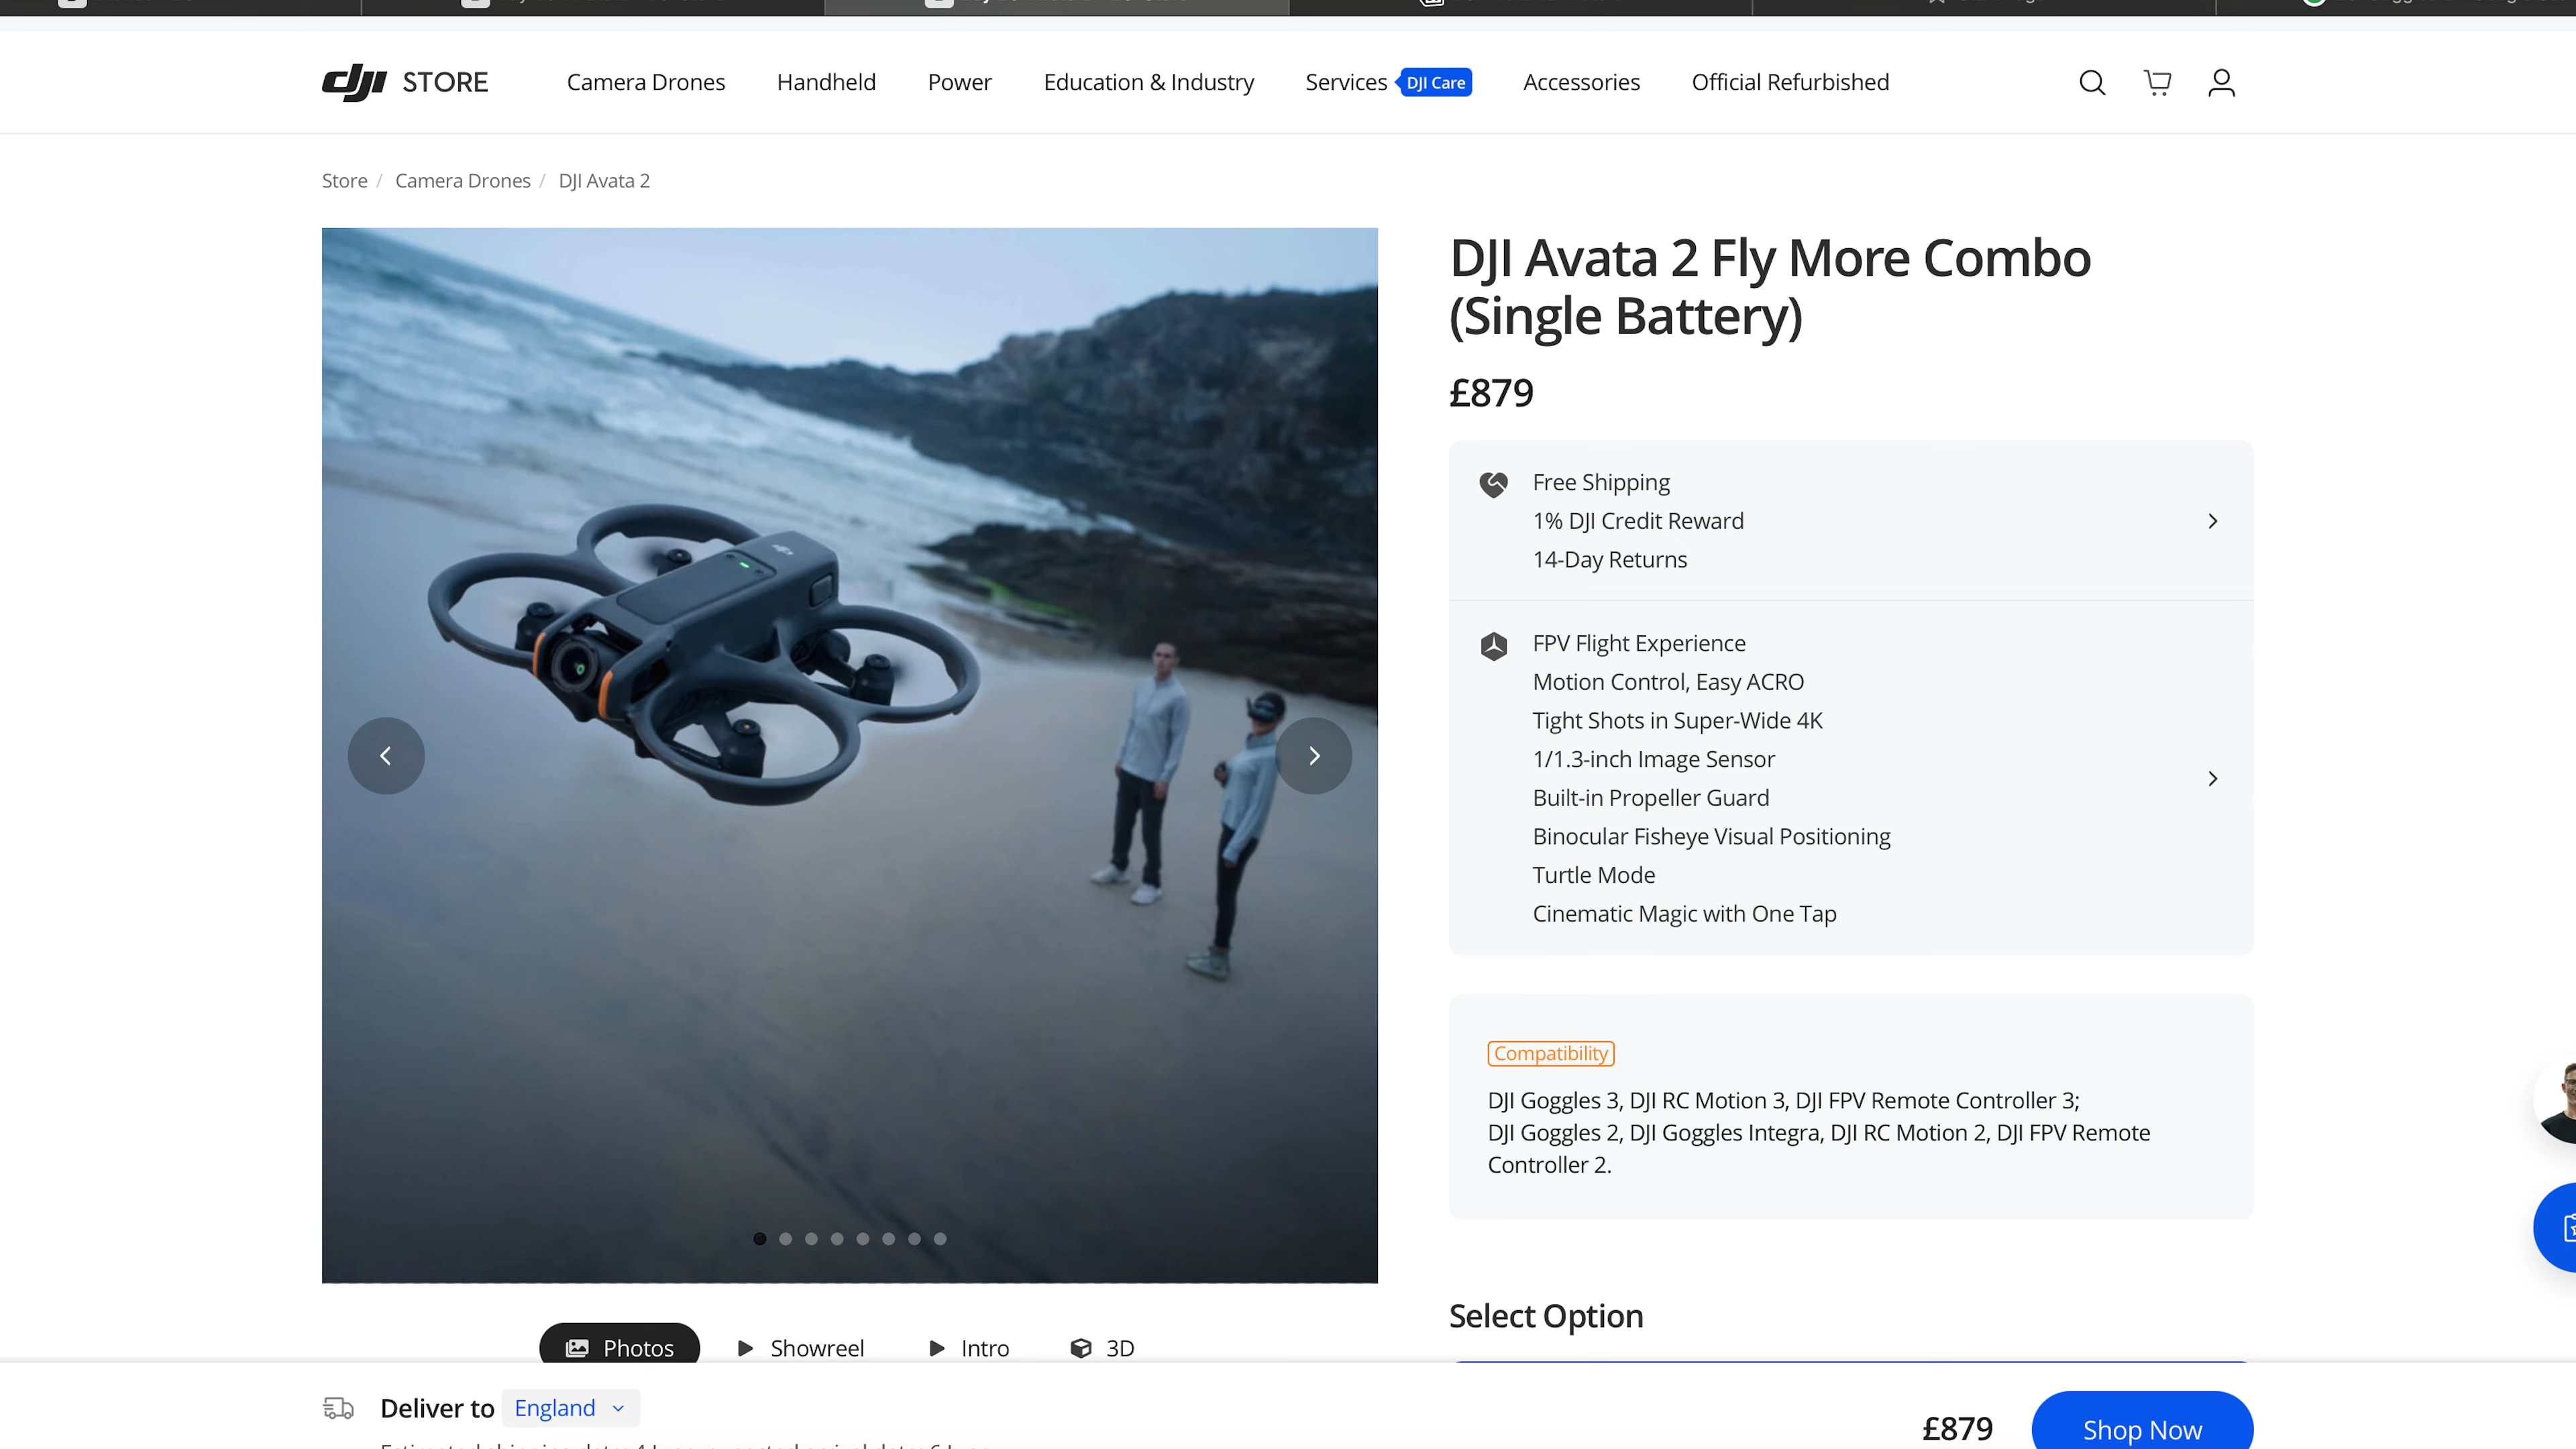 dji STORE
Camera Drones
Handheld
Power
Education & Industry
Services
DJI Care
Accessories
Official Refurbished
Store / Camera Drones / DJI Avata 2
DJI Avata 2 Fly More Combo
(Single Battery)
£879
Free Shipping
1% DJI Credit Reward
14-Day Returns
FPV Flight Experience
Motion Control, Easy ACRO
Tight Shots in Super-Wide 4K
1/1.3-inch Image Sensor
Built-in Propeller Guard
Binocular Fisheye Visual Positioning
Turtle Mode
Cinematic Magic with One Tap
Compatibility
DJI Goggles 3, DJI RC Motion 3, DJI FPV Remote Controller 3;
DJI Goggles 2, DJI Goggles Integra, DJI RC Motion 2, DJI FPV Remote
Controller 2.
Select Option
Photos
Showreel
Intro
3D
Deliver to England
£879
Shop Now